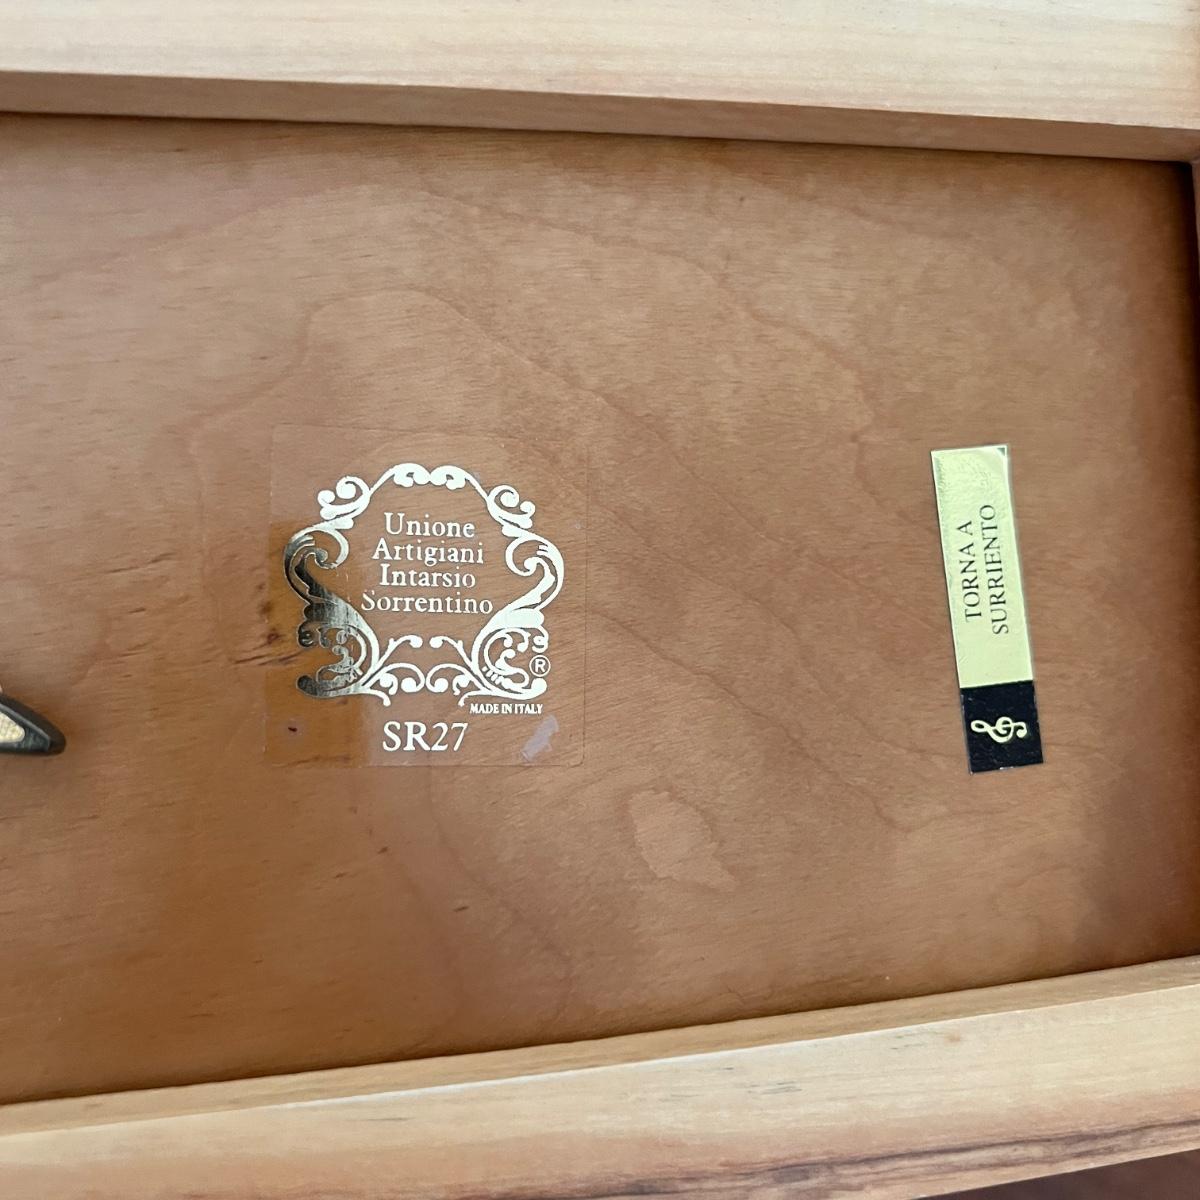 Unione
Artigiani
Intarsio
Sorrentino
®
MADE IN ITALY
SR27
TORNA A
SURRIENTO